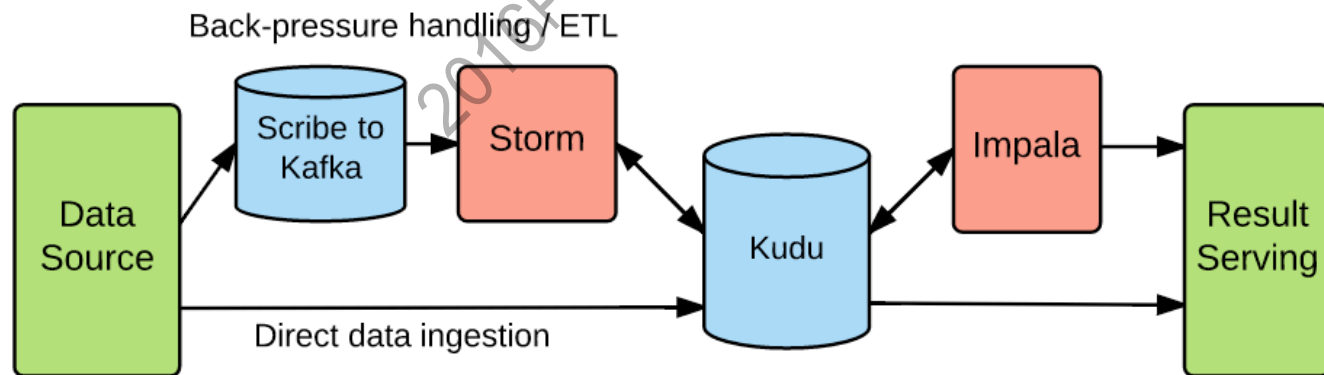 Back-pressure handling / ETL
Scribe to
Kafka
Storm
Impala
Data
Source
Kudu
Result
Serving
Direct data ingestion